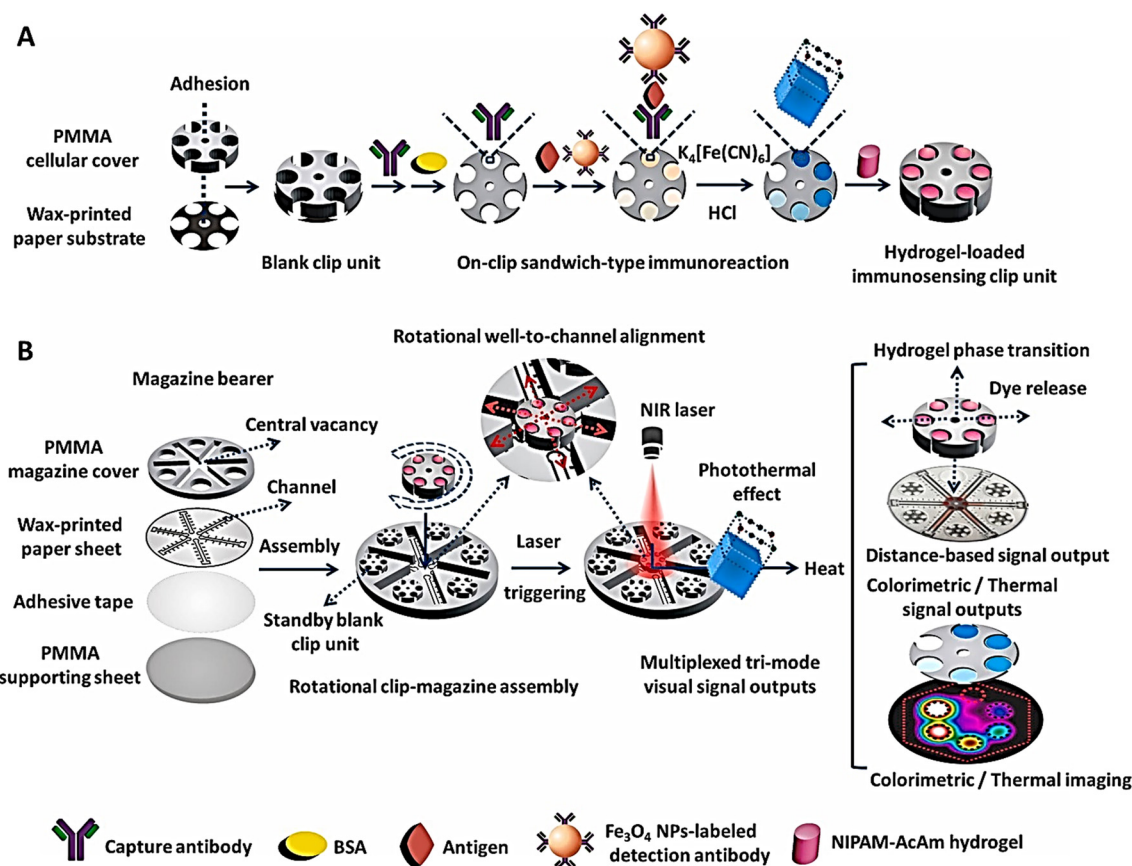 A
Adhesion
PMMA
cellular cover
Wax-printed
paper substrate
Blank clip unit
On-clip sandwich-type immunoreaction
K₄[Fe(CN)₆]
HCl
Hydrogel-loaded
immunosensing clip unit
B
Rotational well-to-channel alignment
Magazine bearer
Central vacancy
PMMA
magazine cover
Channel
Wax-printed
paper sheet
Assembly
Adhesive tape
Standby blank
clip unit
PMMA
supporting sheet
Rotational clip-magazine assembly
Laser
triggering
NIR laser
Photothermal
effect
Heat
Multiplexed tri-mode
visual signal outputs
Hydrogel phase transition
Dye release
Distance-based signal output
Colorimetric / Thermal
signal outputs
Colorimetric / Thermal imaging
Capture antibody
BSA
Antigen
Fe₃O₄ NPs-labeled
detection antibody
NIPAM-AcAm hydrogel